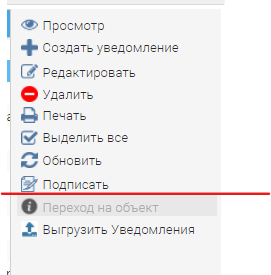 Просмотр
Создать уведомление
Редактировать
Удалить
Печать
Выделить все
Обновить
Подписать
Переход на объект
Выгрузить Уведомления